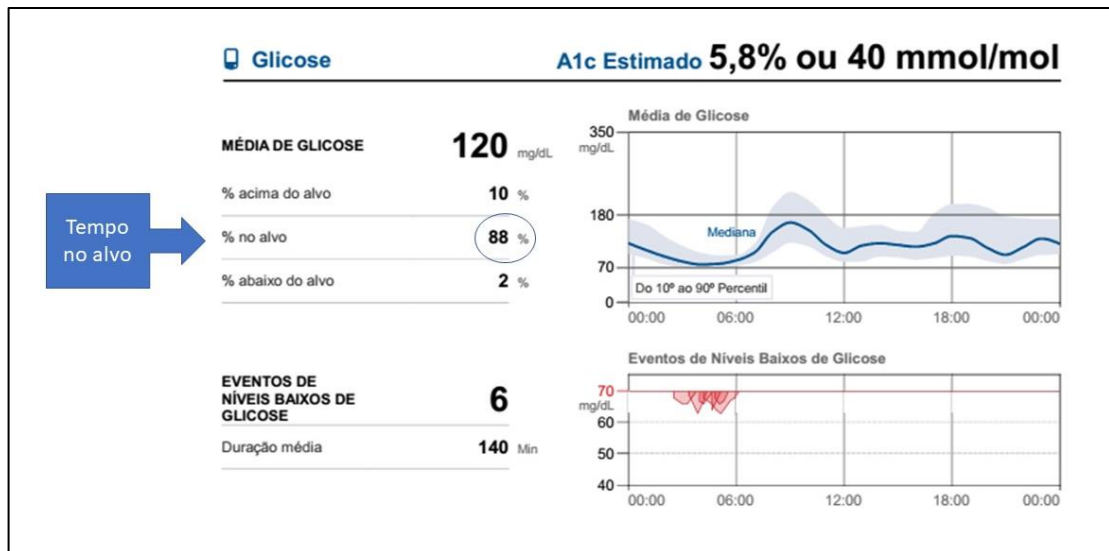 Glicose
A1c Estimado 5,8% ou 40 mmol/mol
Tempo
no alvo
MÉDIA DE GLICOSE 120 mg/dL
% acima do alvo 10 %
% no alvo 88 %
% abaixo do alvo 2 %
Média de Glicose
350
mg/dL
180
70
0
Mediana
Do 10º ao 90º Percentil
00:00 06:00 12:00 18:00 00:00
EVENTOS DE
NÍVEIS BAIXOS DE
GLICOSE
6
Duração média 140 Min
Eventos de Níveis Baixos de Glicose
70
mg/dL
60
50
40
00:00 06:00 12:00 18:00 00:00